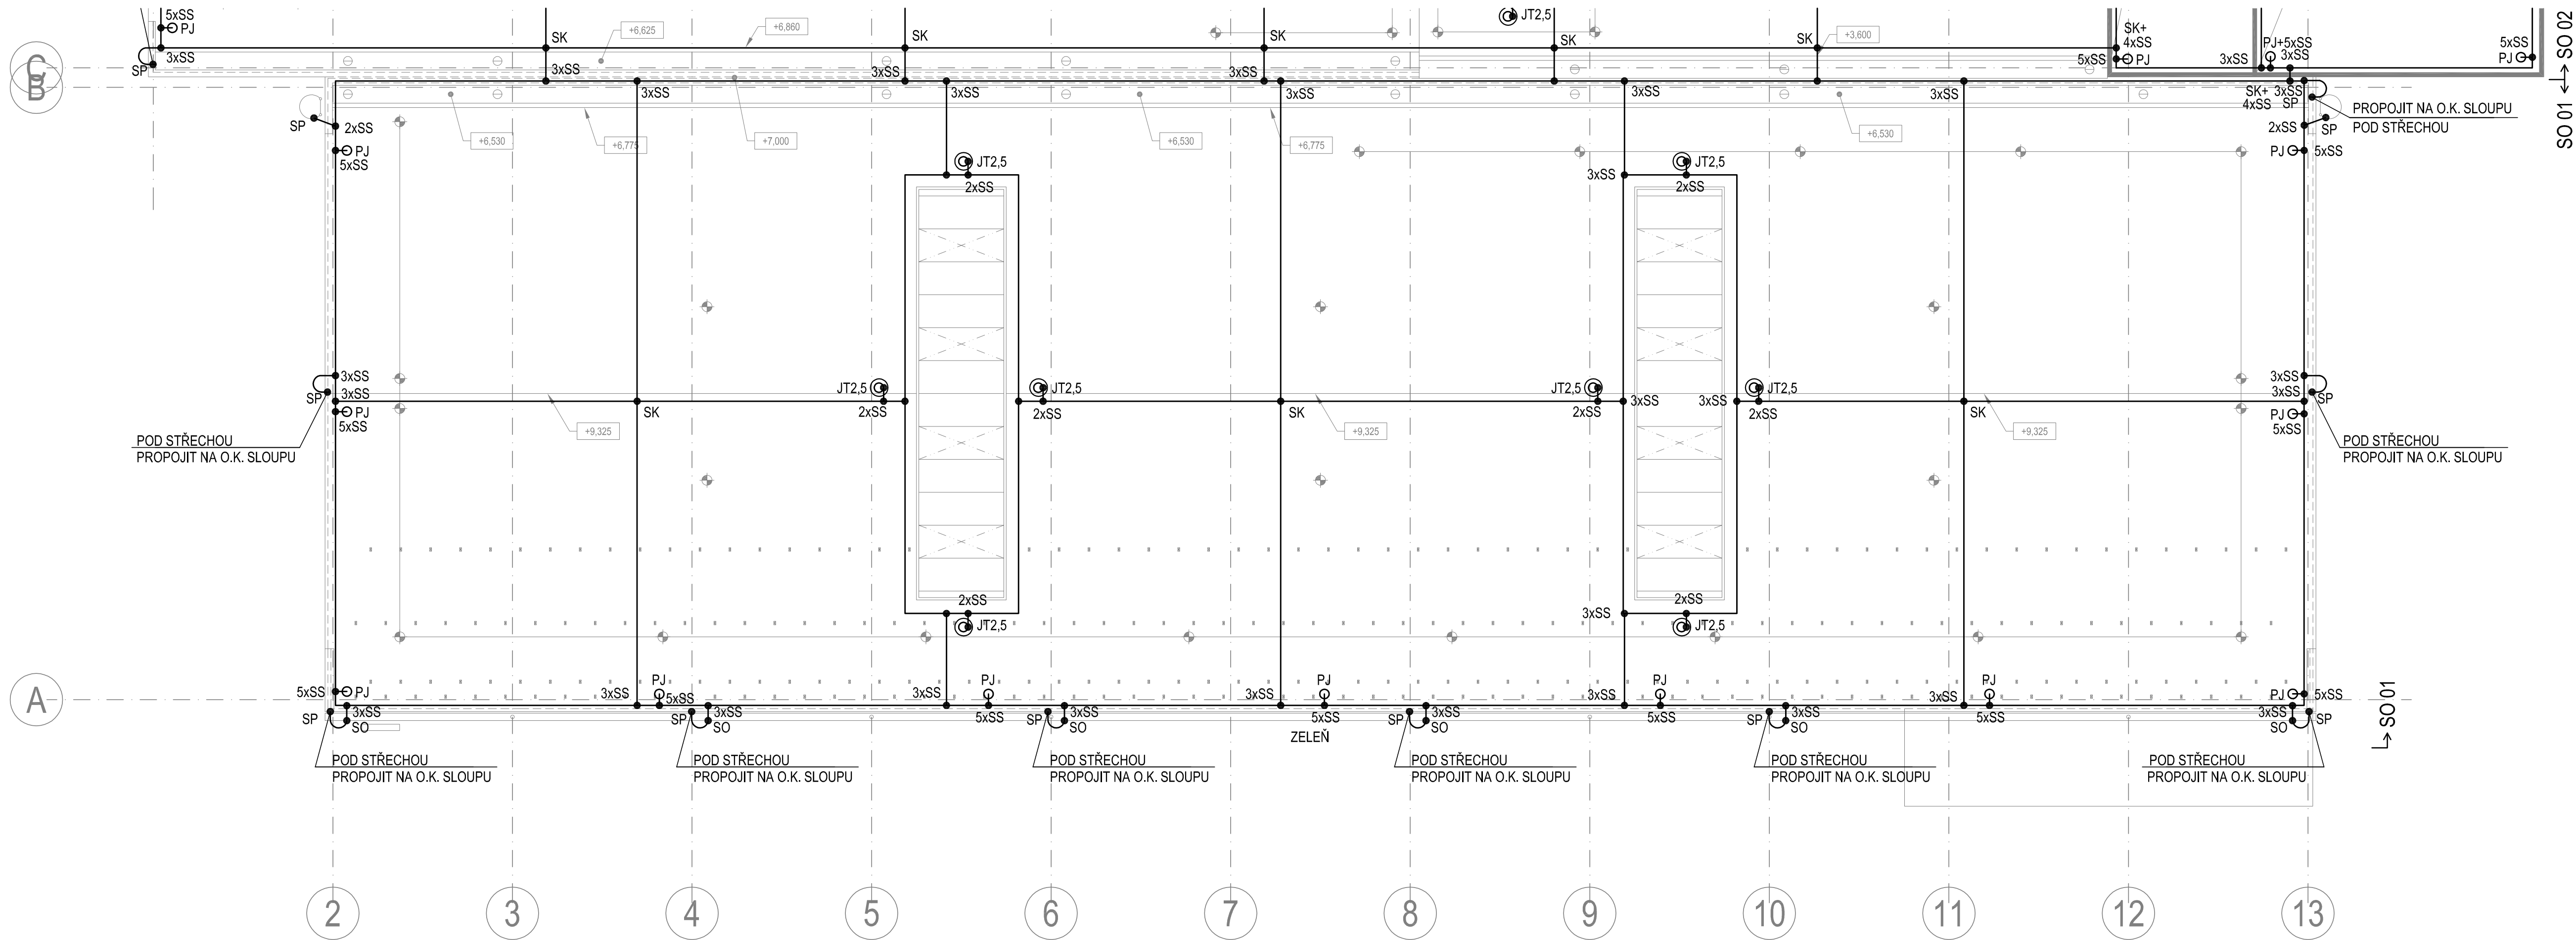 5xSS
PJ
3xSS
SP
SK
3xSS
+6,625
+6,860
SK
3xSS
SK
3xSS
JT2,5
SK
SK
+3,600
SK+
4xSS
5xSS
PJ
PJ+5xSS
3xSS
3xSS
5xSS
PJ
SO 01
SO 02
C
B
3xSS
3xSS
3xSS
3xSS
3xSS
SK+
4xSS
3xSS
SP
PROPOJIT NA O.K. SLOUPU
POD STŘECHOU
SP
2xSS
PJ
5xSS
+6,530
+6,775
+7,000
+6,530
+6,775
+6,530
2xSS
SP
PJ
5xSS
JT2,5
2xSS
3xSS
JT2,5
2xSS
3xSS
3xSS
SP
PJ
5xSS
SK
JT2,5
2xSS
JT2,5
2xSS
SK
JT2,5
2xSS
3xSS
3xSS
JT2,5
2xSS
SK
3xSS
3xSS
SP
PJ
5xSS
+9,325
+9,325
+9,325
POD STŘECHOU
PROPOJIT NA O.K. SLOUPU
POD STŘECHOU
PROPOJIT NA O.K. SLOUPU
2xSS
JT2,5
3xSS
2xSS
JT2,5
A
5xSS
PJ
SP
3xSS
SO
3xSS
PJ
5xSS
SP
3xSS
SO
3xSS
PJ
5xSS
SP
3xSS
SO
3xSS
PJ
5xSS
SP
3xSS
SO
3xSS
PJ
5xSS
SP
3xSS
SO
3xSS
PJ
5xSS
PJ
5xSS
3xSS
SO
SP
SO 01
ZELEŇ
POD STŘECHOU
PROPOJIT NA O.K. SLOUPU
POD STŘECHOU
PROPOJIT NA O.K. SLOUPU
POD STŘECHOU
PROPOJIT NA O.K. SLOUPU
POD STŘECHOU
PROPOJIT NA O.K. SLOUPU
POD STŘECHOU
PROPOJIT NA O.K. SLOUPU
POD STŘECHOU
PROPOJIT NA O.K. SLOUPU
2
3
4
5
6
7
8
9
10
11
12
13